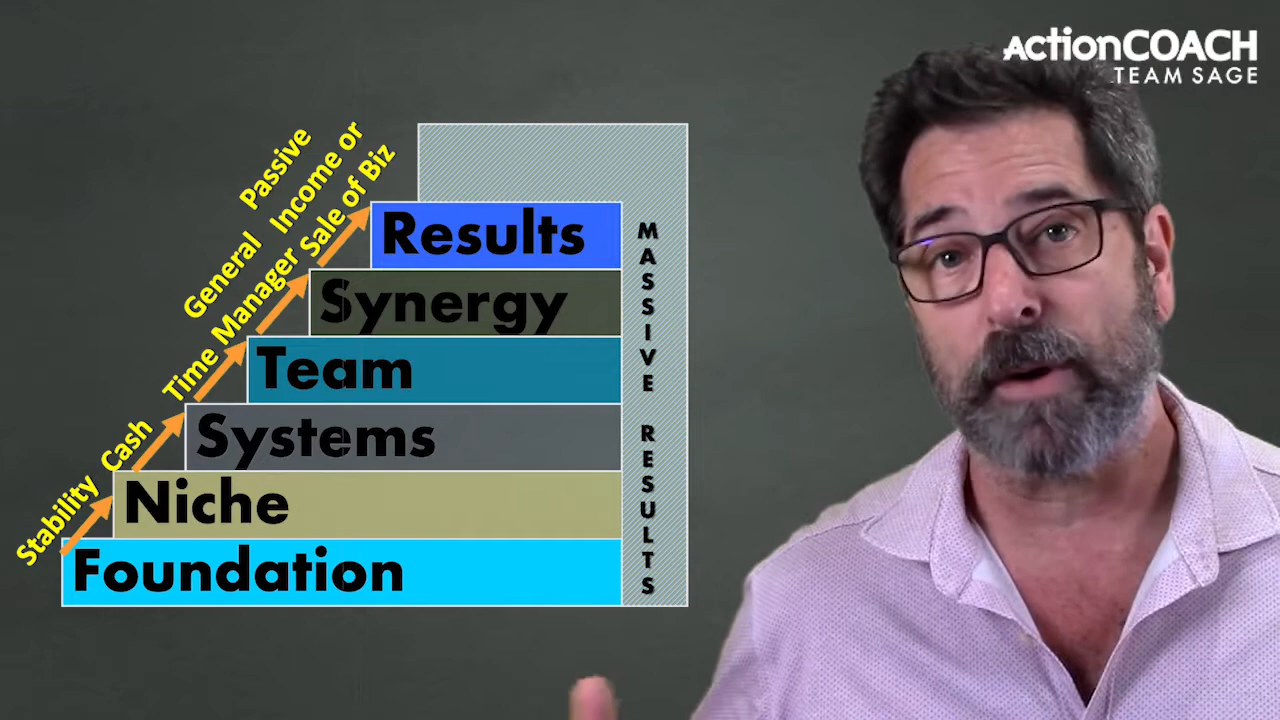 ActionCOACH
TEAM SAGE
Passive
Income or
Sale of Biz
General
Manager
Time
Cash
Stability
Results
Synergy
Team
Systems
Niche
Foundation
MASSIVE RESULTS